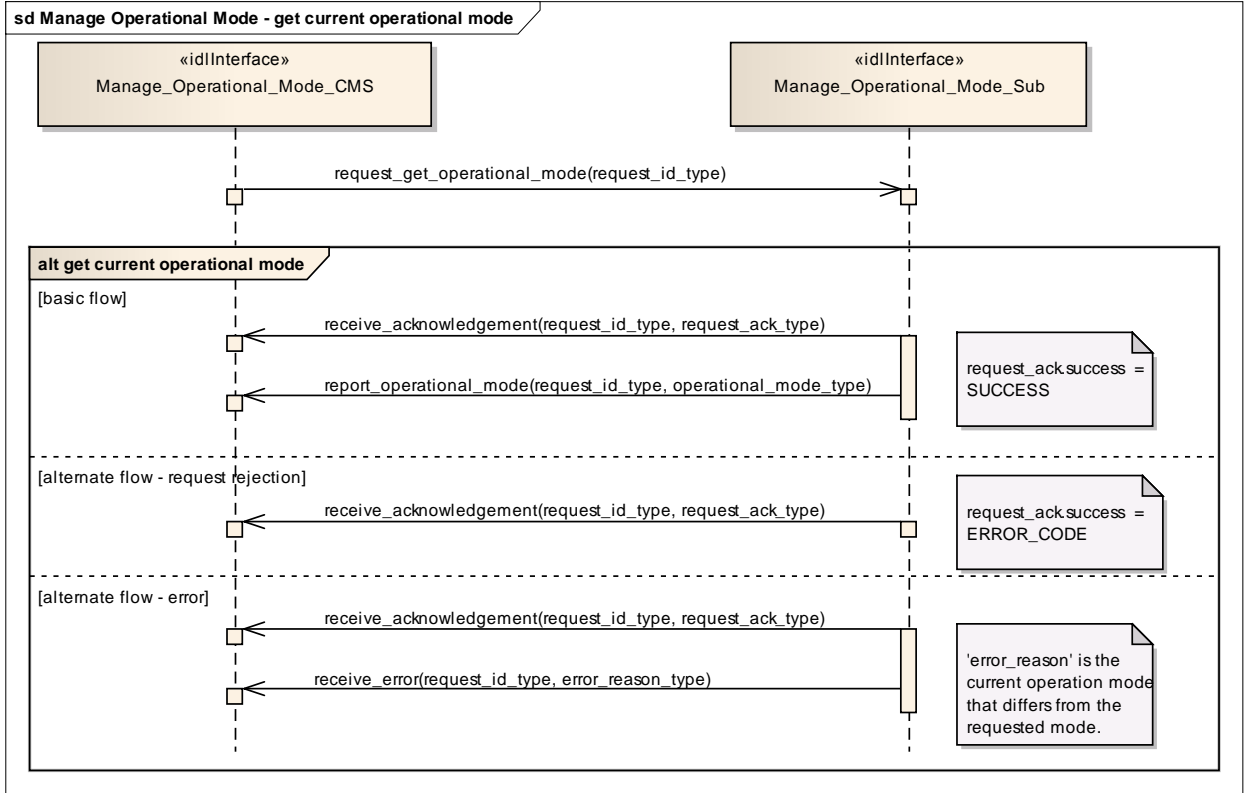 sd Manage Operational Mode - get current operational mode
«idlInterface»
Manage_Operational_Mode_CMS
«idlInterface»
Manage_Operational_Mode_Sub
request_get_operational_mode(request_id_type)
alt get current operational mode
[basic flow]
receive_acknowledgement(request_id_type, request_ack_type)
report_operational_mode(request_id_type, operational_mode_type)
request_ack.success =
SUCCESS
[alternate flow - request rejection]
receive_acknowledgement(request_id_type, request_ack_type)
request_ack.success =
ERROR_CODE
[alternate flow - error]
receive_acknowledgement(request_id_type, request_ack_type)
receive_error(request_id_type, error_reason_type)
'error_reason' is the
current operation mode
that differs from the
requested mode.